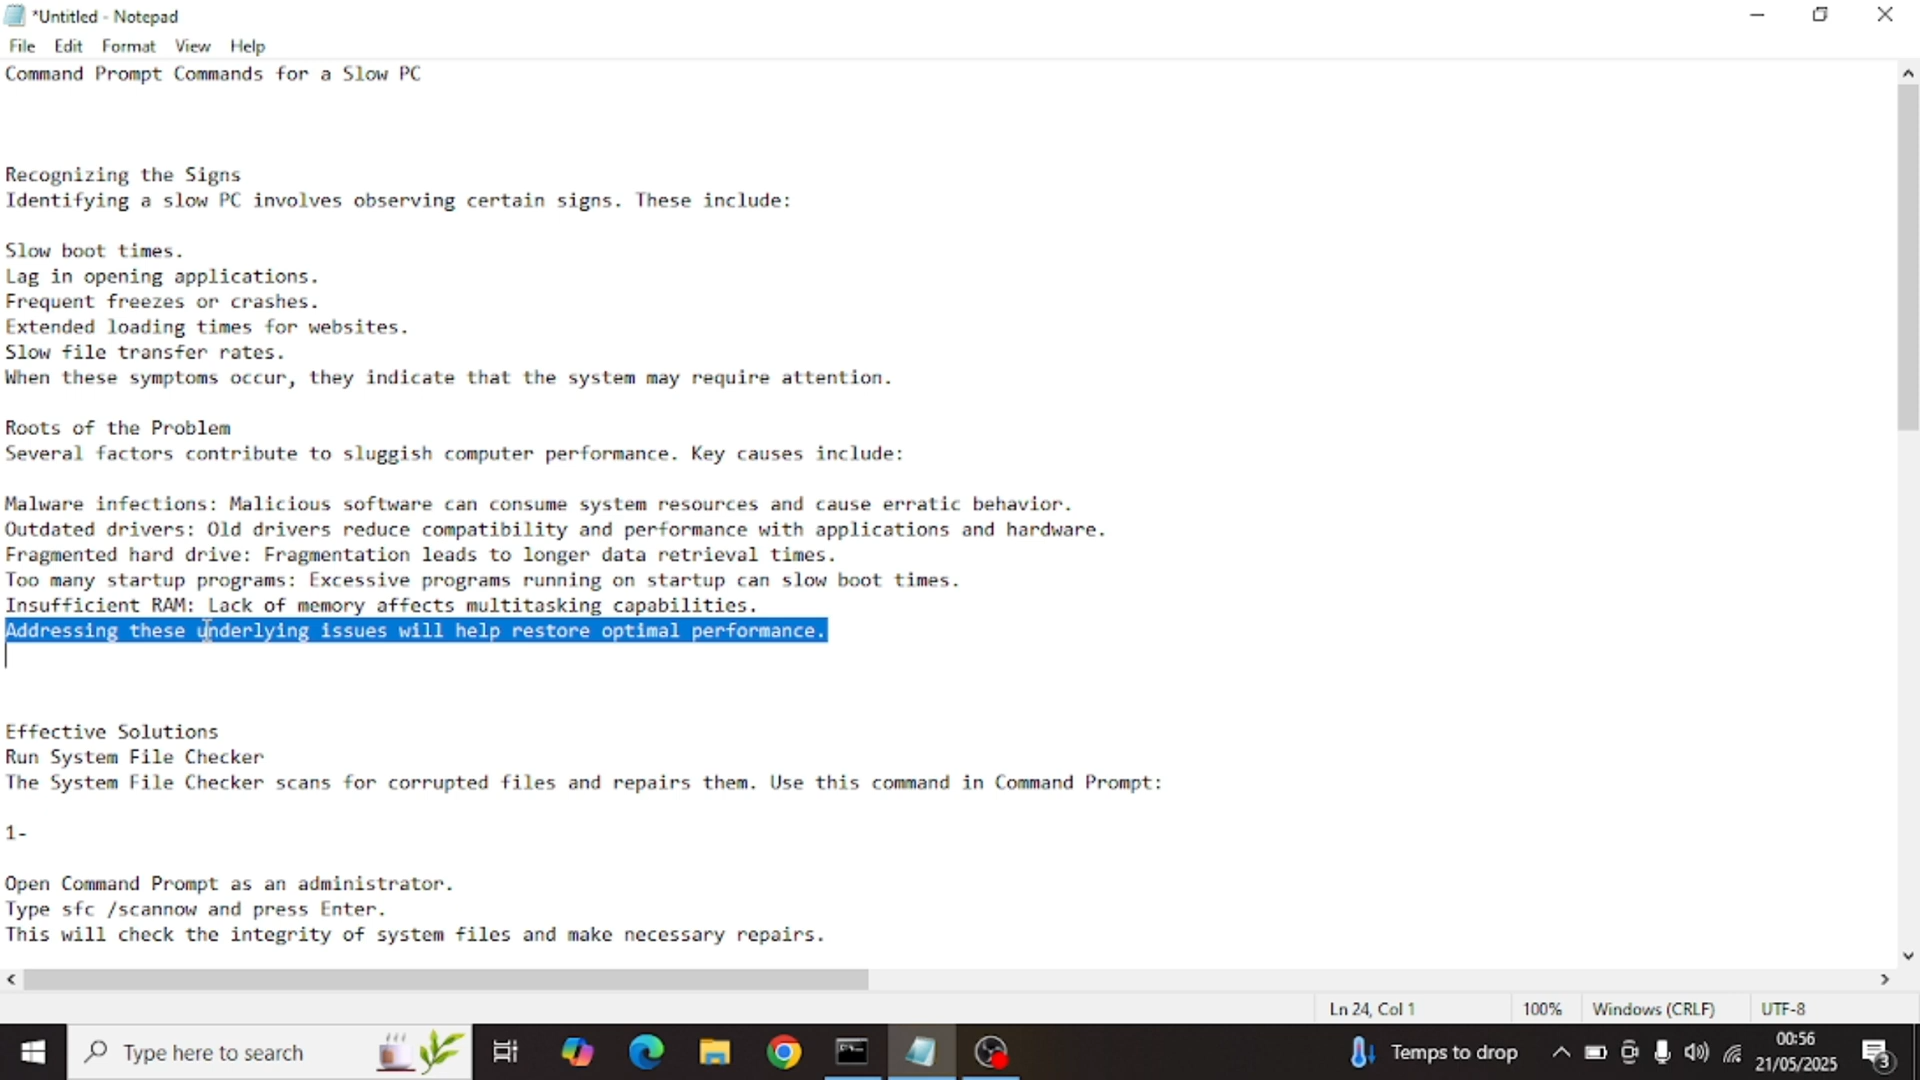 *Untitled - Notepad
File Edit Format View Help
Command Prompt Commands for a Slow PC
Recognizing the Signs
Identifying a slow PC involves observing certain signs. These include:
Slow boot times.
Lag in opening applications.
Frequent freezes or crashes.
Extended loading times for websites.
Slow file transfer rates.
When these symptoms occur, they indicate that the system may require attention.
Roots of the Problem
Several factors contribute to sluggish computer performance. Key causes include:
Malware infections: Malicious software can consume system resources and cause erratic behavior.
Outdated drivers: Old drivers reduce compatibility and performance with applications and hardware.
Fragmented hard drive: Fragmentation leads to longer data retrieval times.
Too many startup programs: Excessive programs running on startup can slow boot times.
Insufficient RAM: Lack of memory affects multitasking capabilities.
Addressing these underlying issues will help restore optimal performance.
Effective Solutions
Run System File Checker
The System File Checker scans for corrupted files and repairs them. Use this command in Command Prompt:
1-
Open Command Prompt as an administrator.
Type sfc /scannow and press Enter.
This will check the integrity of system files and make necessary repairs.
Ln 24, Col 1 100% Windows (CRLF) UTF-8
Type here to search Temps to drop 00:56
21/05/2025 3